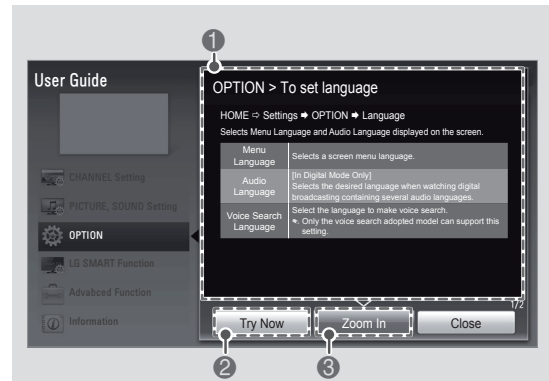 1
User Guide
OPTION > To set language
HOME ⇨ Settings ➡ OPTION ➡ Language
Selects Menu Language and Audio Language displayed on the screen.
Menu Language
Selects a screen menu language.
Audio Language
[In Digital Mode Only]
Selects the desired language when watching digital
broadcasting containing several audio languages.
Voice Search Language
Select the language to make voice search.
Only the voice search adopted model can support this
setting.
CHANNEL Setting
PICTURE, SOUND Setting
OPTION
LG SMART Function
Advabced Function
Information
1/2
Try Now
Zoom In
Close
2
3